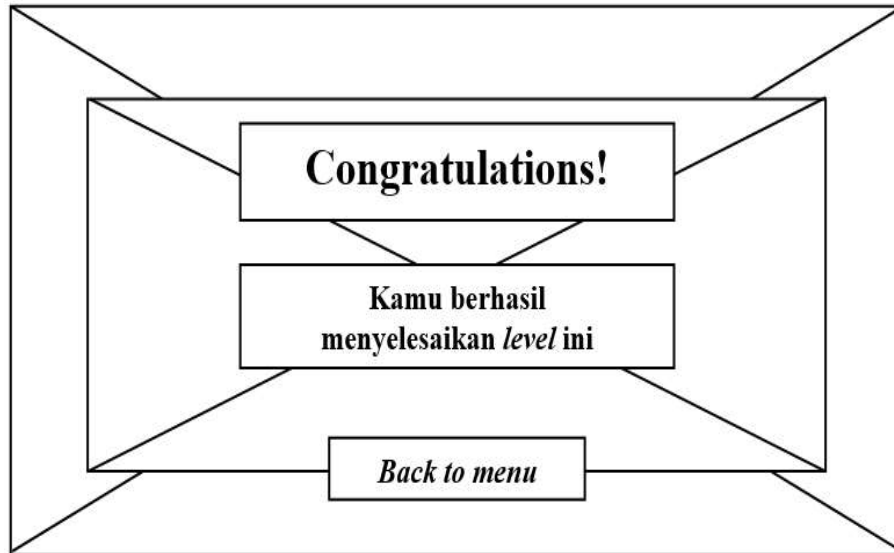 Congratulations!
Kamu berhasil
menyelesaikan level ini
Back to menu